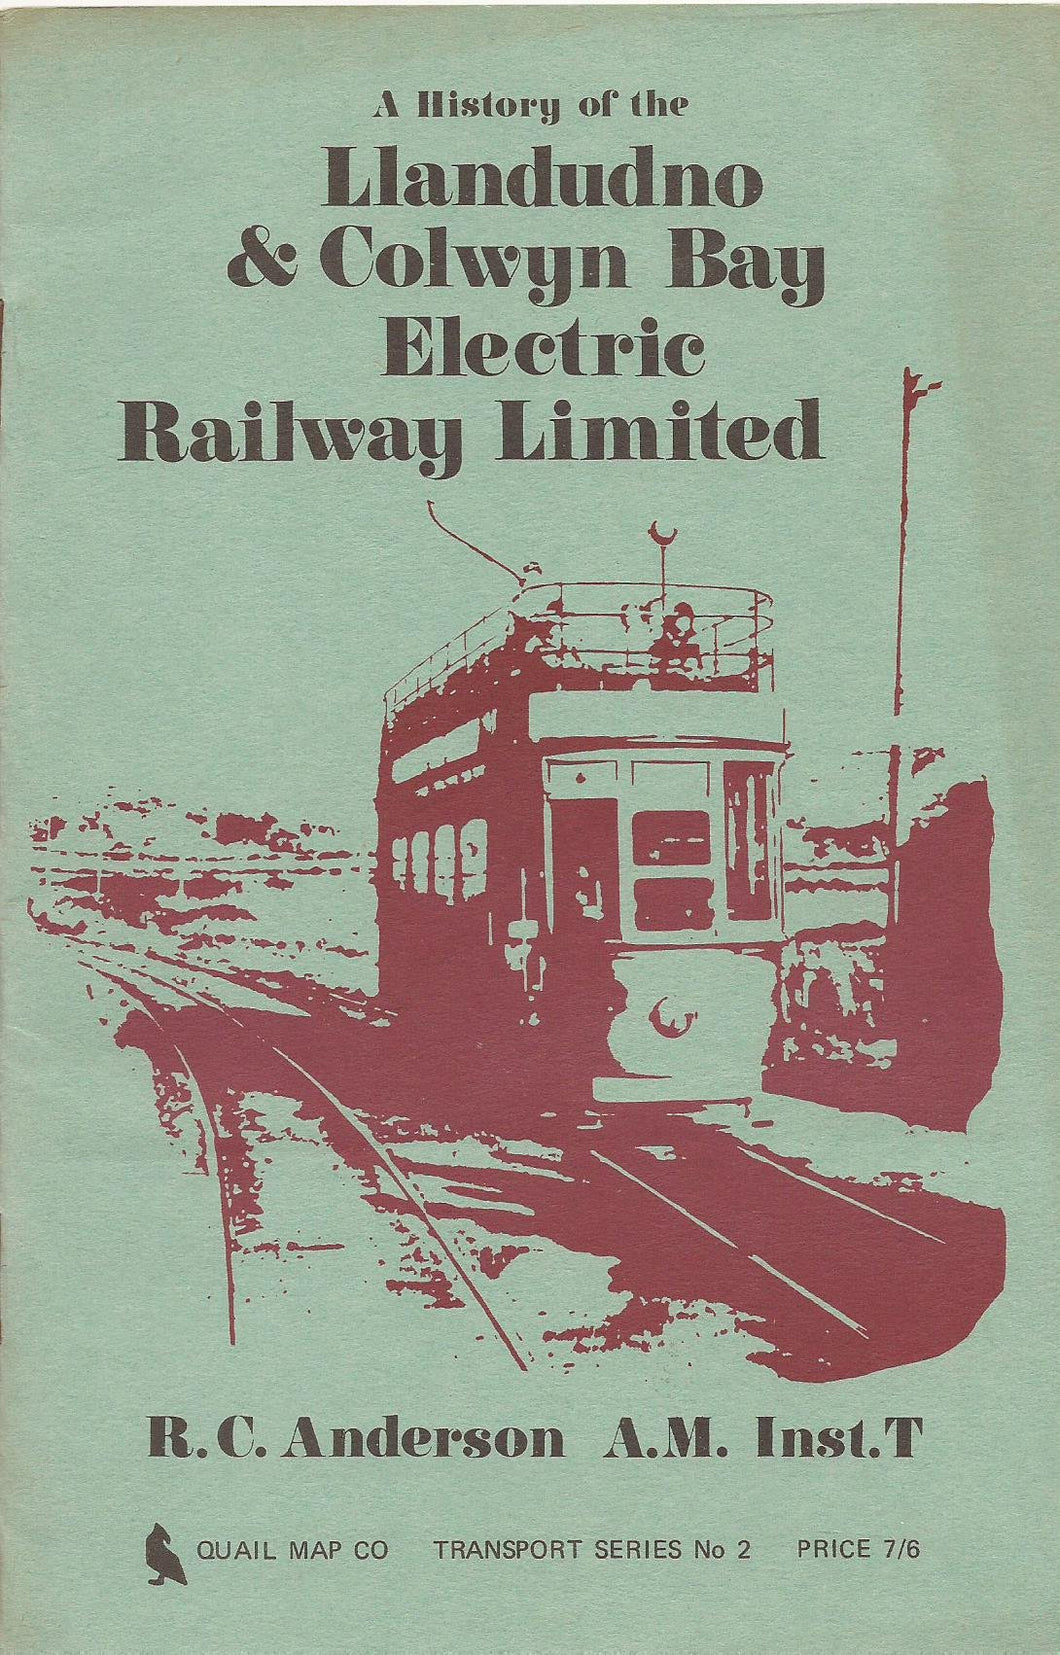 A History of the
Llandudno
& Colwyn Bay
Electric
Railway Limited
R.C. Anderson A.M. Inst.T
QUAIL MAP CO TRANSPORT SERIES No 2 PRICE 7/6